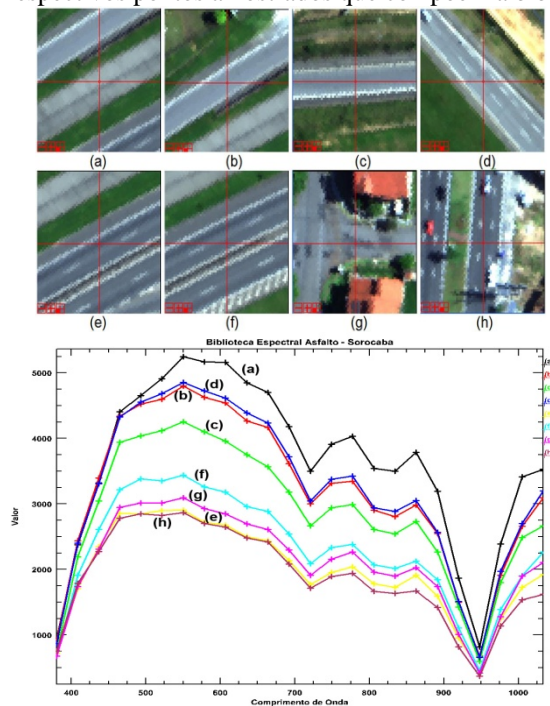 (a) (b) (c) (d)
(e) (f) (g) (h)
Biblioteca Espectral Asfalto - Sorocaba
5000
4000
3000
2000
1000
Valor
(a)
(d)
(b)
(c)
(f)
(g)
(e)
(h)
400 500 600 700 800 900 1000
Comprimento de Onda